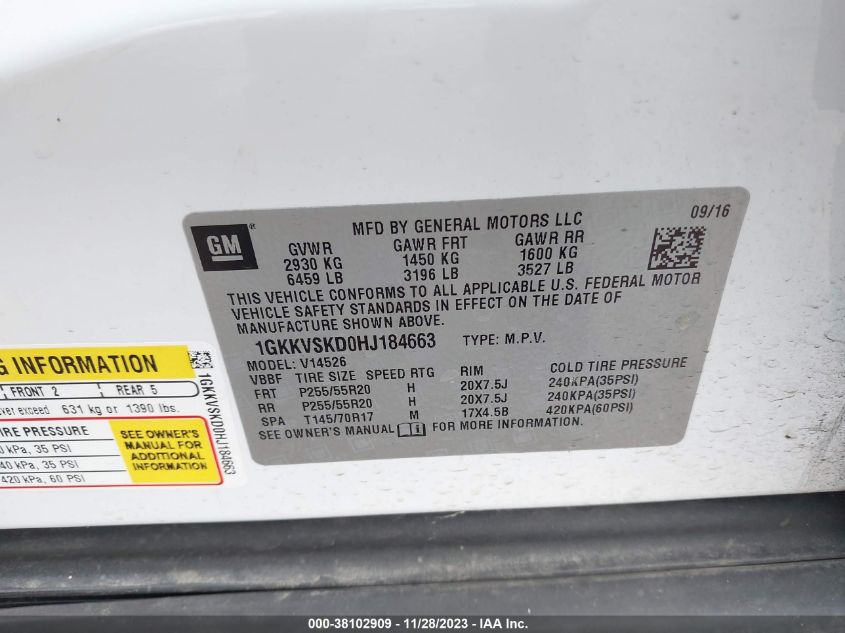 GM ®
MFD BY GENERAL MOTORS LLC
09/16
GVWR GAWR FRT GAWR RR
2930 KG 1450 KG 1600 KG
6459 LB 3196 LB 3527 LB
THIS VEHICLE CONFORMS TO ALL APPLICABLE U.S. FEDERAL MOTOR
VEHICLE SAFETY STANDARDS IN EFFECT ON THE DATE OF
MANUFACTURE SHOWN ABOVE.
1GKKVSKD0HJ184663 TYPE: M.P.V.
MODEL: V14526
VBBF TIRE SIZE SPEED RTG RIM COLD TIRE PRESSURE
FRT P255/55R20 H 20X7.5J 240KPA(35PSI)
RR P255/55R20 H 20X7.5J 240KPA(35PSI)
SPA T145/70R17 M 17X4.5B 420KPA(60PSI)
SEE OWNER'S MANUAL FOR MORE INFORMATION.
G INFORMATION
FRONT 2 REAR 5
ver exceed 631 kg or 1390 lbs.
IRE PRESSURE
0 kPa, 35 PSI
40 kPa, 35 PSI
420 kPa, 60 PSI
SEE OWNER'S
MANUAL FOR
ADDITIONAL
INFORMATION
1GKKVSKD0HJ184663
000-38102909 - 11/28/2023 - IAA Inc.